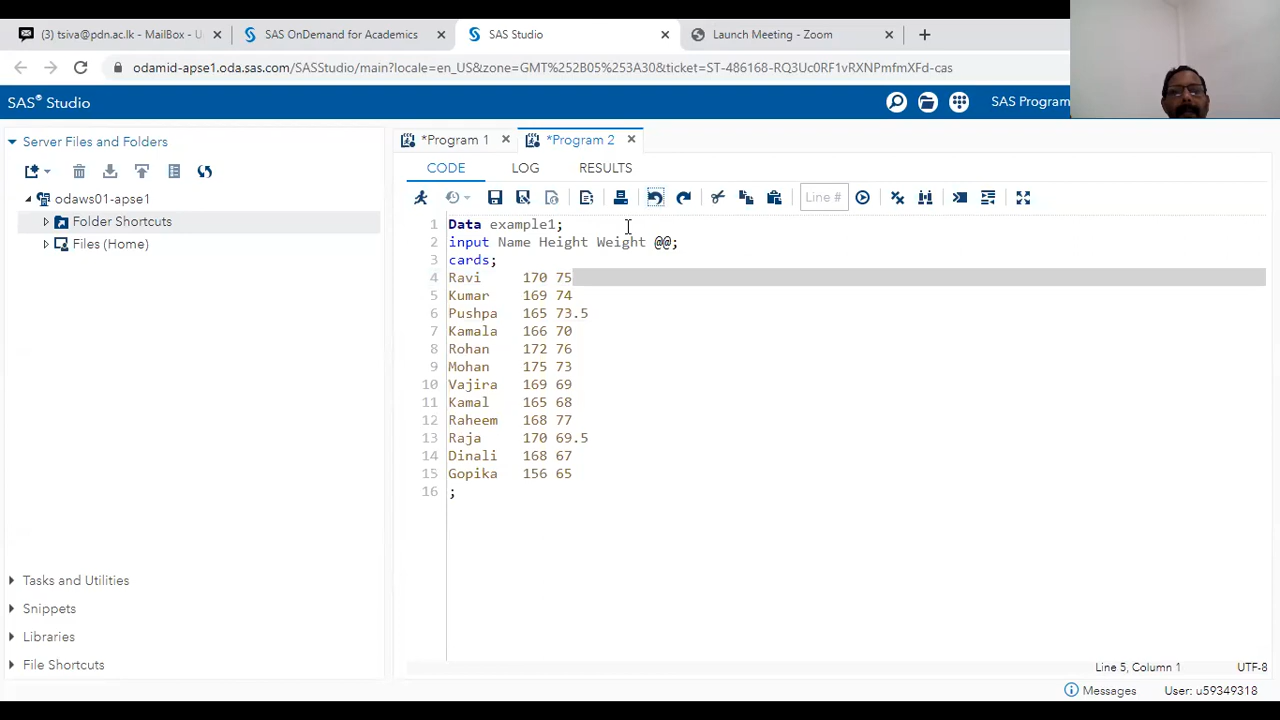 (3) tsiva@pdn.ac.lk - MailBox - U
SAS OnDemand for Academics
SAS Studio
Launch Meeting - Zoom
odamid-apse1.oda.sas.com/SASStudio/main?locale=en_US&zone=GMT%252B05%253A30&ticket=ST-486168-RQ3Uc0RF1vRXNPmfmXFd-cas
SAS® Studio
SAS Program
Server Files and Folders
odaws01-apse1
Folder Shortcuts
Files (Home)
Tasks and Utilities
Snippets
Libraries
File Shortcuts
*Program 1
*Program 2
CODE LOG RESULTS
Line #
1 Data example1;
2 input Name Height Weight @@;
3 cards;
4 Ravi 170 75
5 Kumar 169 74
6 Pushpa 165 73.5
7 Kamala 166 70
8 Rohan 172 76
9 Mohan 175 73
10 Vajira 169 69
11 Kamal 165 68
12 Raheem 168 77
13 Raja 170 69.5
14 Dinali 168 67
15 Gopika 156 65
16 ;
Line 5, Column 1 UTF-8
Messages User: u59349318